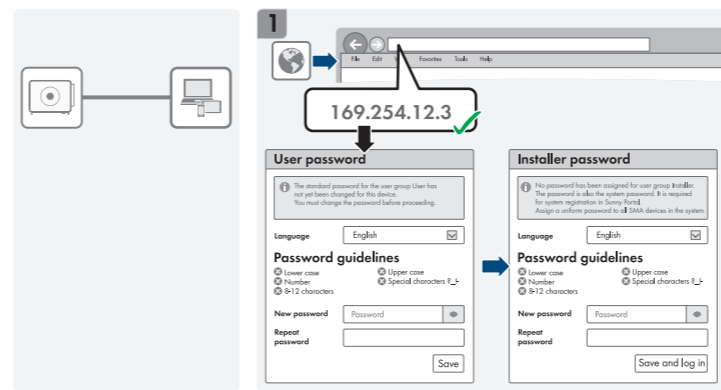 1
File Edit V Favorites Tools Help
169.254.12.3
User password
The standard password for the user group User has
not yet been changed for this device.
You must change the password before proceeding.
Language English
Password guidelines
Lower case Upper case
Number Special characters ?_!-
8-12 characters
New password Password
Repeat
password
Save
Installer password
No password has been assigned for user group Installer.
The password is also the system password. It is required
for system registration in Sunny Portal.
Assign a uniform password to all SMA devices in the system.
Language English
Password guidelines
Lower case Upper case
Number Special characters ?_!-
8-12 characters
New password Password
Repeat
password
Save and log in